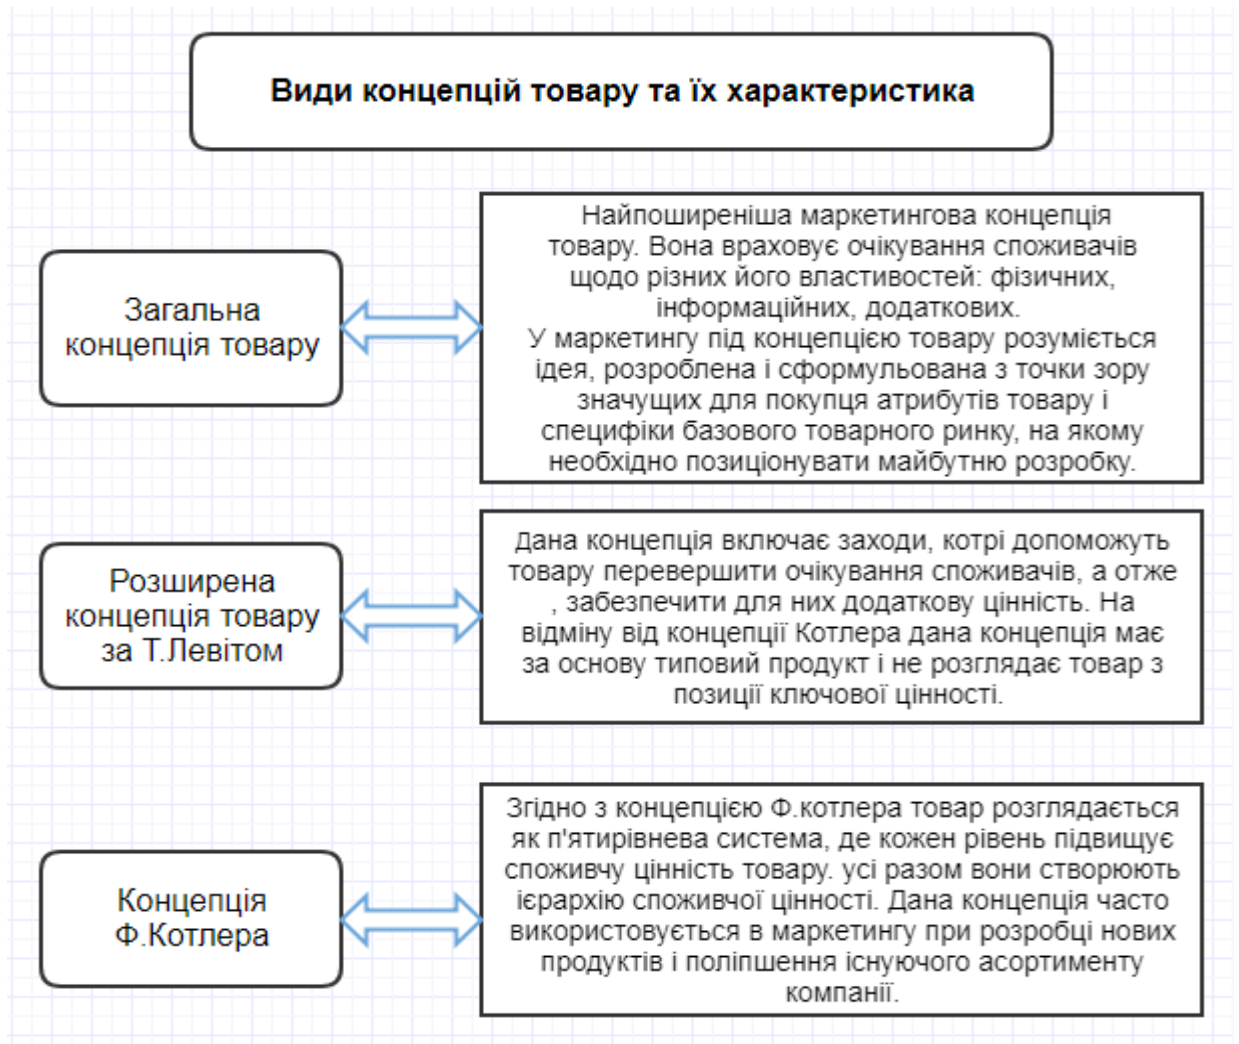 Види концепцій товару та їх характеристика
Загальна
концепція товару
Найпоширеніша маркетингова концепція
товару. Вона враховує очікування споживачів
щодо різних його властивостей: фізичних,
інформаційних, додаткових.
У маркетингу під концепцією товару розуміється
ідея, розроблена і сформульована з точки зору
значущих для покупця атрибутів товару і
специфіки базового товарного ринку, на якому
необхідно позиціонувати майбутню розробку.
Розширена
концепція товару
за Т.Левітом
Дана концепція включає заходи, котрі допоможуть
товару перевершити очікування споживачів, а отже
, забезпечити для них додаткову цінність. На
відміну від концепції Котлера дана концепція має
за основу типовий продукт і не розглядає товар з
позиції ключової цінності.
Концепція
Ф.Котлера
Згідно з концепцією Ф.котлера товар розглядається
як п'ятирівнева система, де кожен рівень підвищує
споживчу цінність товару. усі разом вони створюють
ієрархію споживчої цінності. Дана концепція часто
використовується в маркетингу при розробці нових
продуктів і поліпшення існуючого асортименту
компанії.